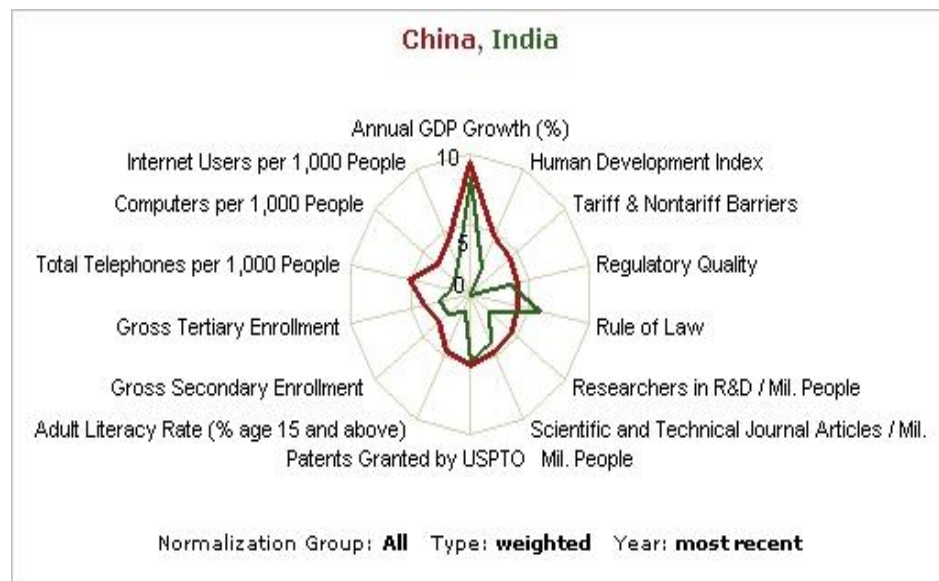 China, India
Annual GDP Growth (%)
Internet Users per 1,000 People
10
Human Development Index
Computers per 1,000 People
Tariff & Nontariff Barriers
5
Total Telephones per 1,000 People
Regulatory Quality
0
Gross Tertiary Enrollment
Rule of Law
Gross Secondary Enrollment
Researchers in R&D / Mil. People
Adult Literacy Rate (% age 15 and above)
Scientific and Technical Journal Articles / Mil.
Patents Granted by USPTO Mil. People
Normalization Group: All Type: weighted Year: most recent